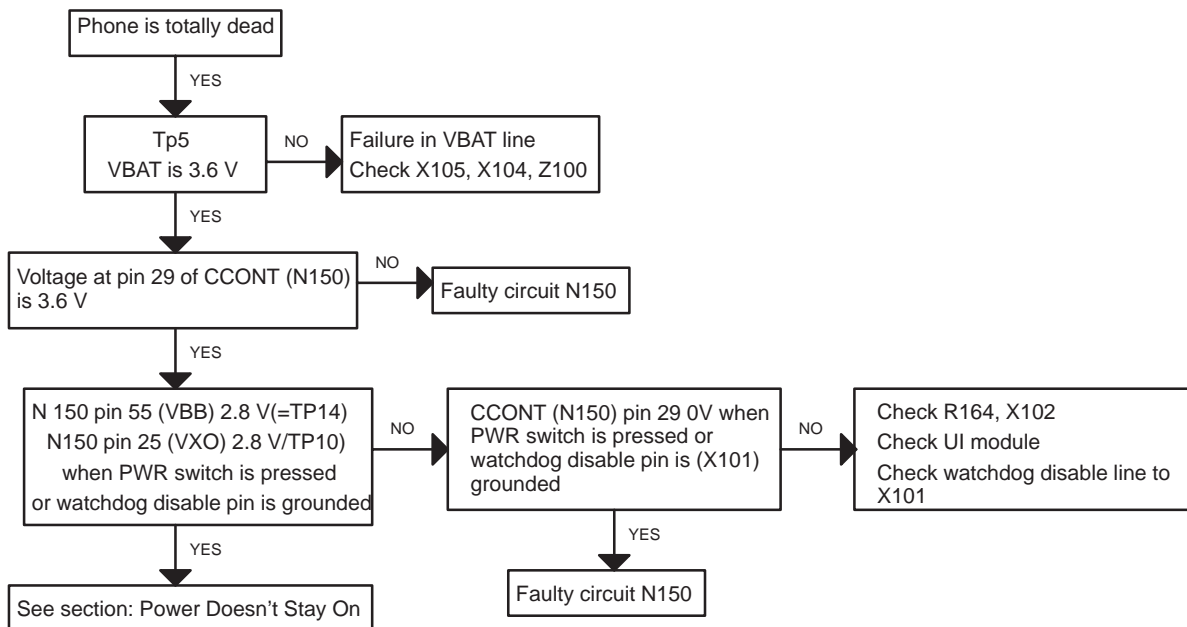 Phone is totally dead
YES
Tp5
VBAT is 3.6 V
NO
Failure in VBAT line
Check X105, X104, Z100
YES
Voltage at pin 29 of CCONT (N150)
is 3.6 V
NO
Faulty circuit N150
YES
N 150 pin 55 (VBB) 2.8 V(=TP14)
N150 pin 25 (VXO) 2.8 V/TP10)
when PWR switch is pressed
or watchdog disable pin is grounded
NO
CCONT (N150) pin 29 0V when
PWR switch is pressed or
watchdog disable pin is (X101)
grounded
NO
Check R164, X102
Check UI module
Check watchdog disable line to
X101
YES
YES
See section: Power Doesn't Stay On
Faulty circuit N150